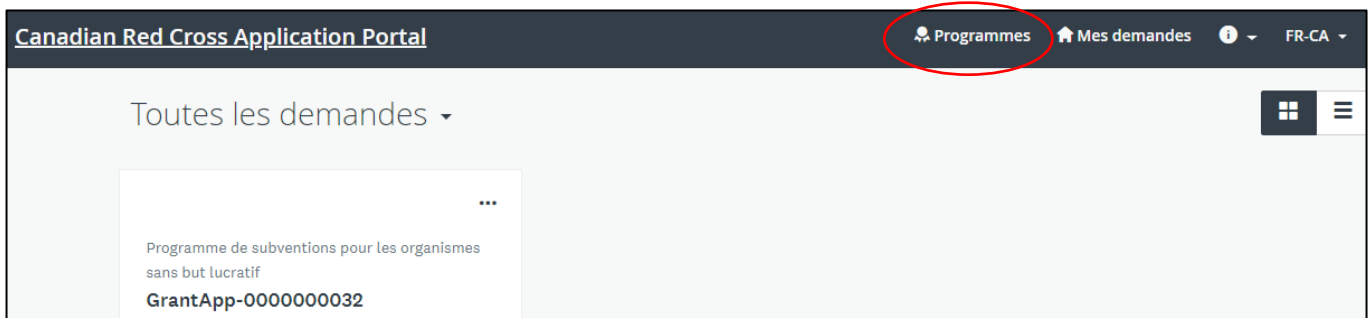 Canadian Red Cross Application Portal Programmes Mes demandes FR-CA
Toutes les demandes
Programme de subventions pour les organismes
sans but lucratif
GrantApp-0000000032